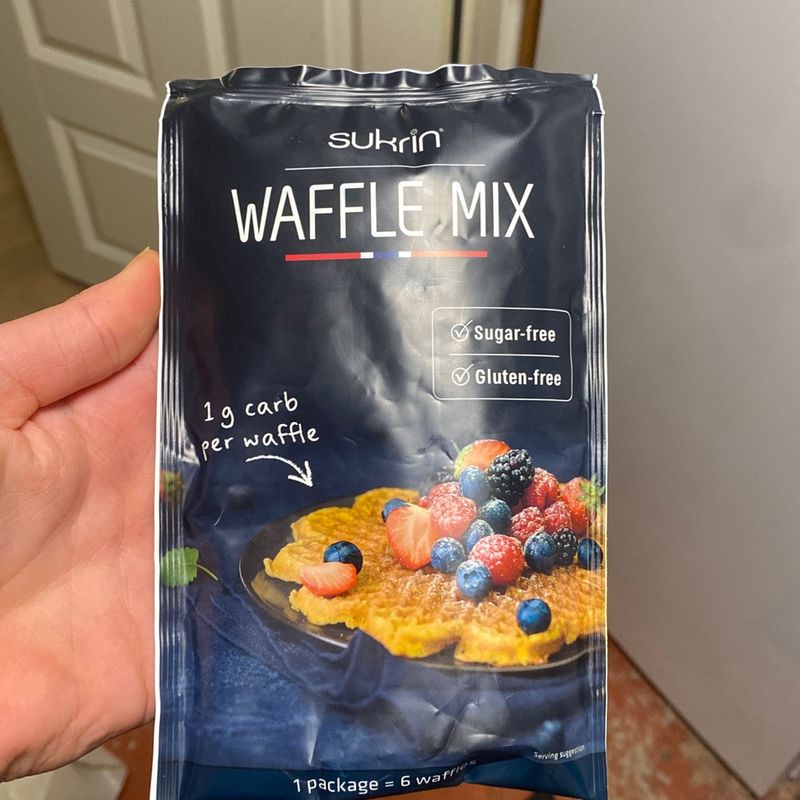 sukrin
WAFFLE MIX
Sugar-free
Gluten-free
1 g carb
per waffle
Serving suggestion
1 package = 6 waffles